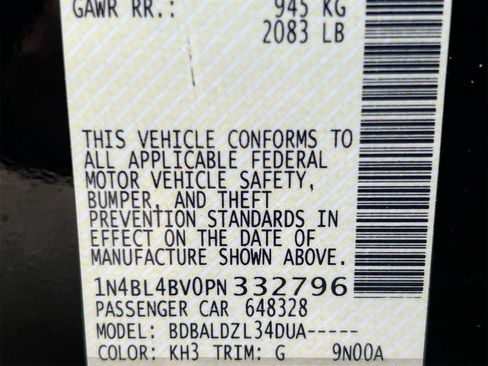 GAWR RR.: 945 KG
2083 LB
THIS VEHICLE CONFORMS TO
ALL APPLICABLE FEDERAL
MOTOR VEHICLE SAFETY,
BUMPER, AND THEFT
PREVENTION STANDARDS IN
EFFECT ON THE DATE OF
MANUFACTURE SHOWN ABOVE.
1N4BL4BV0PN332796
PASSENGER CAR 648328
MODEL: BDBALDZL34DUA-----
COLOR: KH3 TRIM: G 9N00A